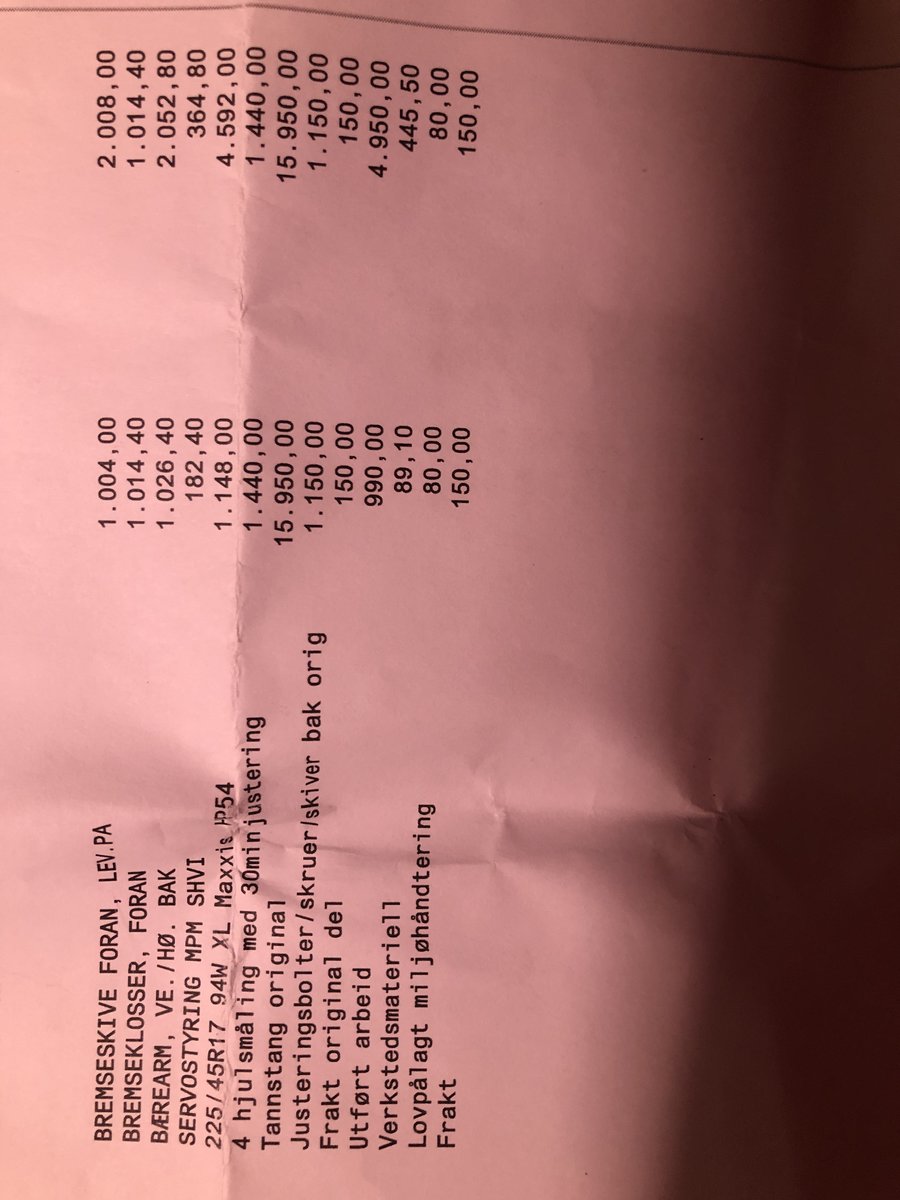 BREMSESKIVE FORAN, LEV.PA 1.004,00 2.008,00
BREMSEKLOSSER, FORAN 1.014,40 1.014,40
BÆREARM, VE./HØ. BAK 1.026,40 2.052,80
SERVOSTYRING MPM SHVI 182,40 364,80
225/45R17 94W XL Maxxis HP54 1.148,00 4.592,00
4 hjulsmåling med 30minjustering 1.440,00 1.440,00
Tannstang original 15.950,00 15.950,00
Justeringsbolter/skruer/skiver bak orig 1.150,00 1.150,00
Frakt original del 150,00 150,00
Utført arbeid 990,00 4.950,00
Verkstedsmateriell 89,10 445,50
Lovpålagt miljøhåndtering 80,00 80,00
Frakt 150,00 150,00